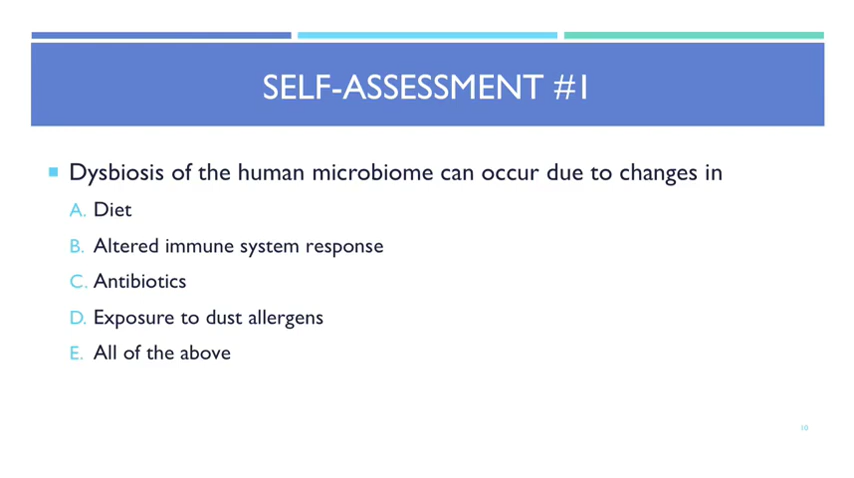 SELF-ASSESSMENT #1
Dysbiosis of the human microbiome can occur due to changes in
A. Diet
B. Altered immune system response
C. Antibiotics
D. Exposure to dust allergens
E. All of the above
10